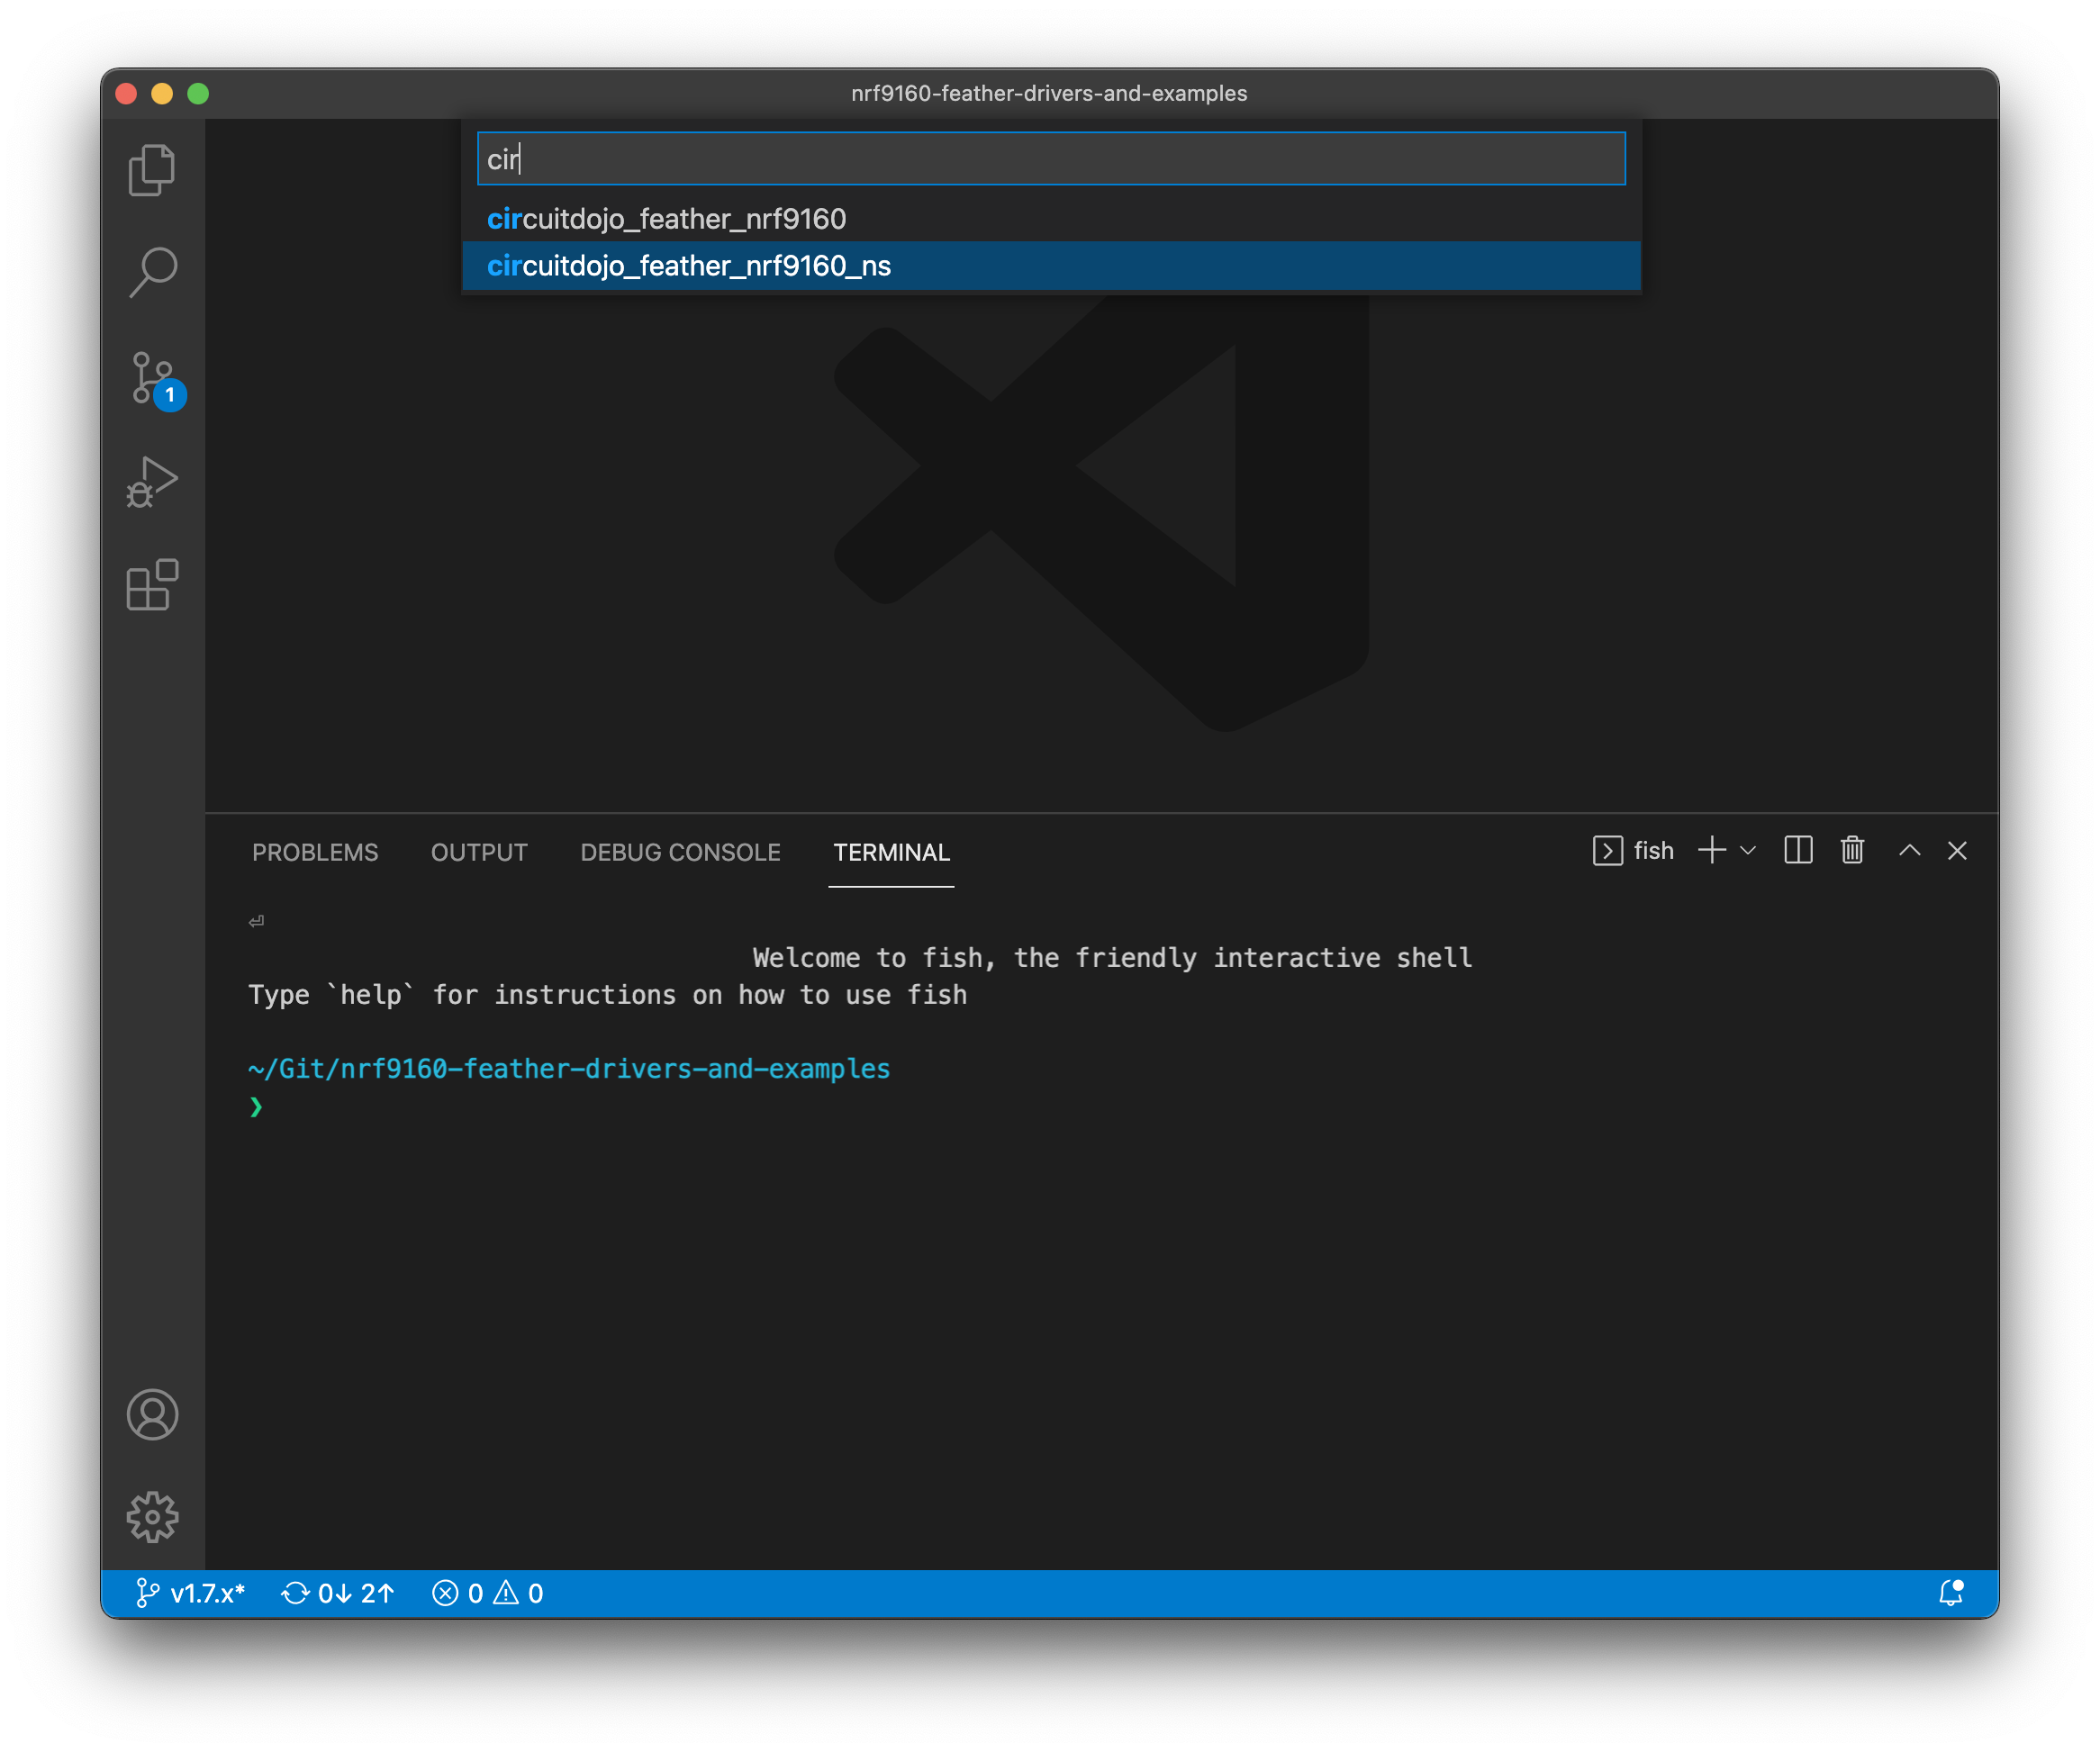 nrf9160-feather-drivers-and-examples
cir
circuitdojo_feather_nrf9160
circuitdojo_feather_nrf9160_ns
1
PROBLEMS OUTPUT DEBUG CONSOLE TERMINAL fish
⏎
Welcome to fish, the friendly interactive shell
Type `help` for instructions on how to use fish
~/Git/nrf9160-feather-drivers-and-examples
❯
v1.7.x* 0↓ 2↑ 0 0